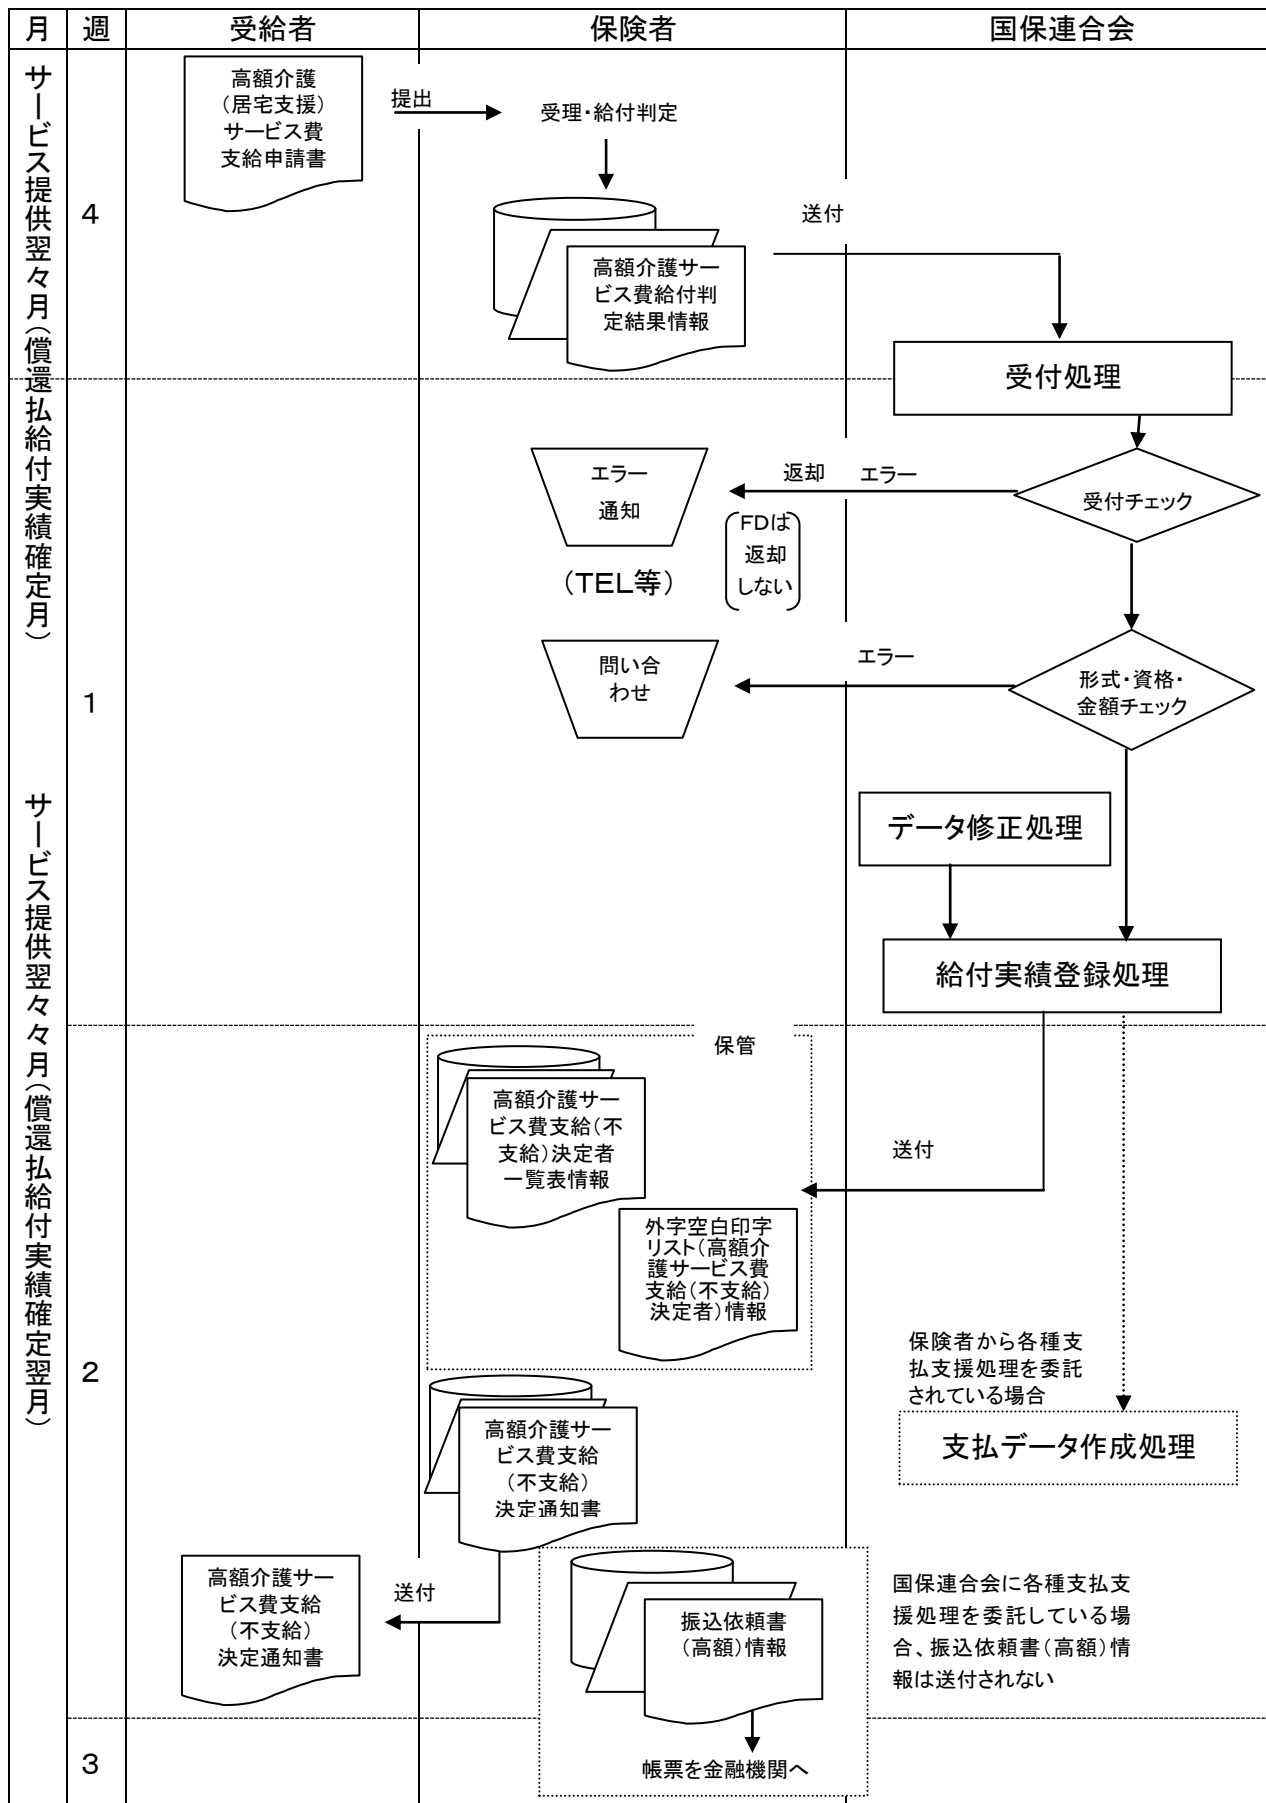 月 週 受給者 保険者 国保連合会
サービス提供翌々月（償還払給付実績確定月）
4
高額介護
（居宅支援）
サービス費
支給申請書
提出
受理・給付判定
高額介護サー
ビス費給付判
定結果情報
送付
受付処理
1
受付チェック
エラー
返却
FDは
返却
しない
エラー
通知
（TEL等）
形式・資格・
金額チェック
エラー
問い合
わせ
データ修正処理
給付実績登録処理
サービス提供翌々々月（償還払給付実績確定翌月）
2
保管
高額介護サー
ビス費支給（不
支給）決定者
一覧表情報
送付
外字空白印字
リスト（高額介
護サービス費
支給（不支給）
決定者）情報
保険者から各種支
払支援処理を委託
されている場合
支払データ作成処理
高額介護サー
ビス費支給
（不支給）
決定通知書
送付
高額介護サー
ビス費支給
（不支給）
決定通知書
振込依頼書
（高額）情報
国保連合会に各種支払支
援処理を委託している場
合、振込依頼書（高額）情
報は送付されない
3
帳票を金融機関へ